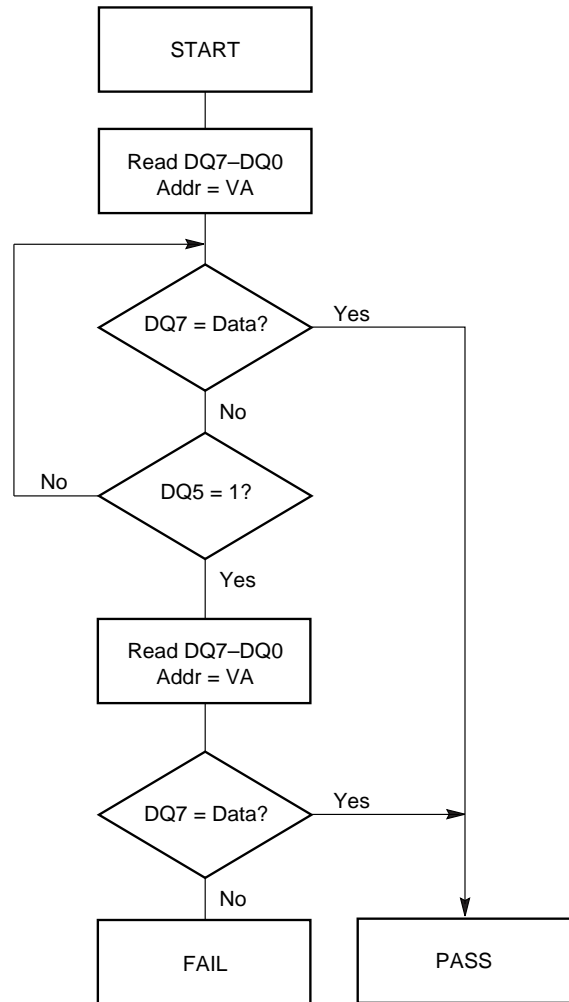 START
Read DQ7–DQ0
Addr = VA
DQ7 = Data?
Yes
No
No
DQ5 = 1?
Yes
Read DQ7–DQ0
Addr = VA
DQ7 = Data?
Yes
No
FAIL
PASS